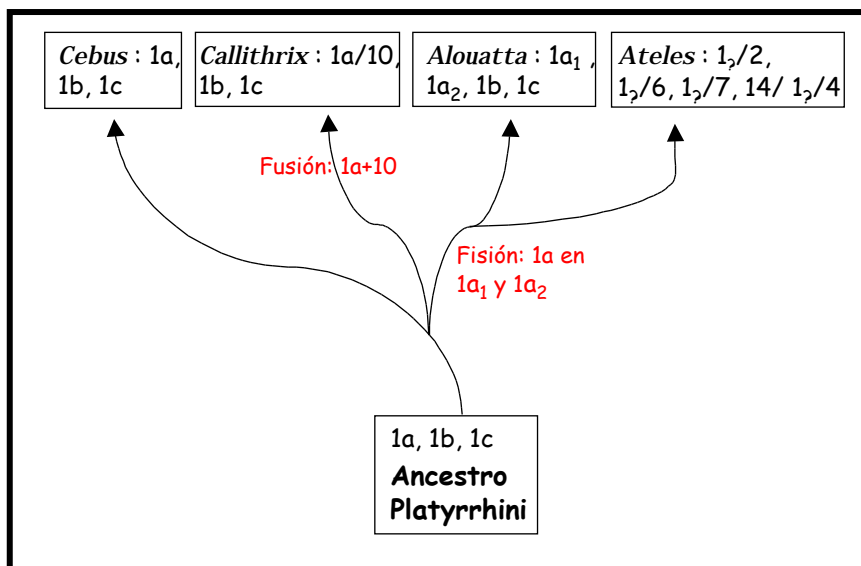 Cebus : 1a,
1b, 1c
Callithrix : 1a/10,
1b, 1c
Alouatta : 1a₁ ,
1a₂, 1b, 1c
Ateles : 1?/2,
1?/6, 1?/7, 14/ 1?/4
Fusión: 1a+10
Fisión: 1a en
1a₁ y 1a₂
1a, 1b, 1c
Ancestro
Platyrrhini